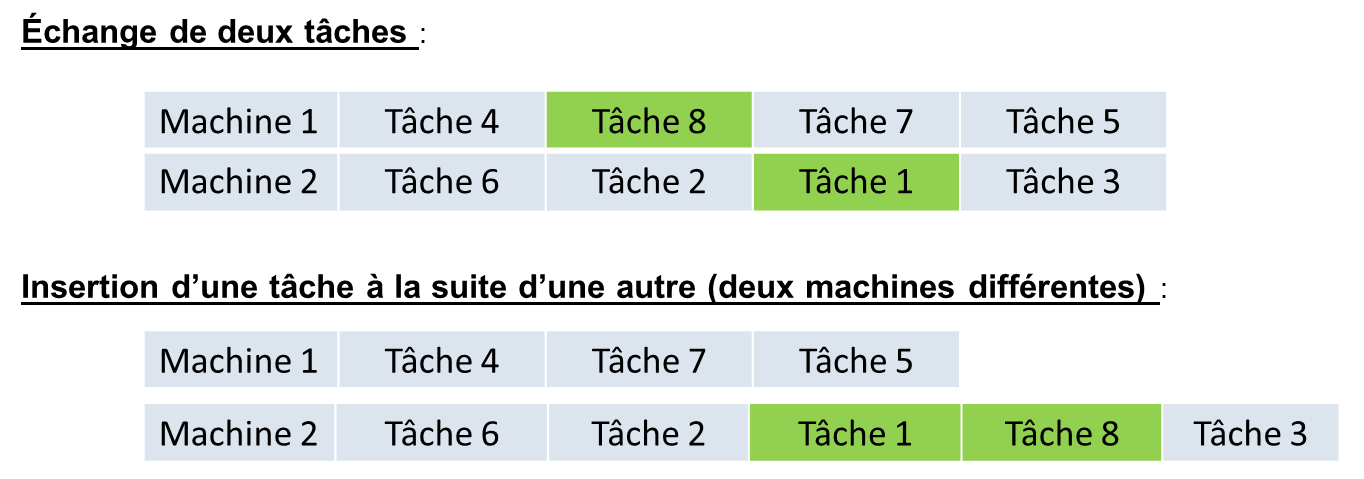 Échange de deux tâches :
Machine 1 Tâche 4 Tâche 8 Tâche 7 Tâche 5
Machine 2 Tâche 6 Tâche 2 Tâche 1 Tâche 3
Insertion d’une tâche à la suite d’une autre (deux machines différentes) :
Machine 1 Tâche 4 Tâche 7 Tâche 5
Machine 2 Tâche 6 Tâche 2 Tâche 1 Tâche 8 Tâche 3